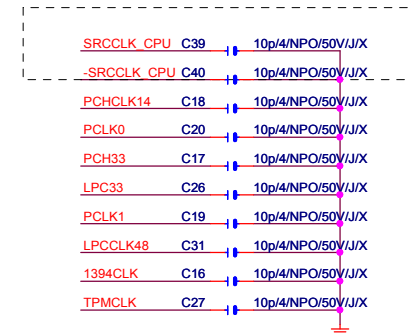 SRCCLK_CPU C39 10p/4/NPO/50V/J/X
-SRCCLK_CPU C40 10p/4/NPO/50V/J/X
PCHCLK14 C18 10p/4/NPO/50V/J/X
PCLK0 C20 10p/4/NPO/50V/J/X
PCH33 C17 10p/4/NPO/50V/J/X
LPC33 C26 10p/4/NPO/50V/J/X
PCLK1 C19 10p/4/NPO/50V/J/X
LPCCLK48 C31 10p/4/NPO/50V/J/X
1394CLK C16 10p/4/NPO/50V/J/X
TPMCLK C27 10p/4/NPO/50V/J/X